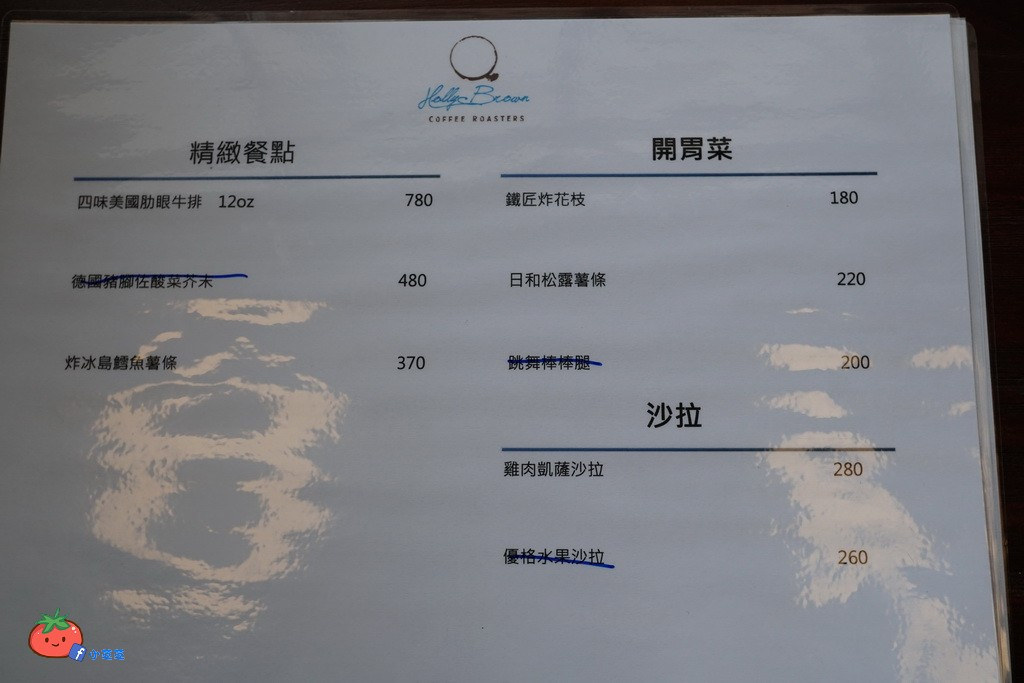 Holly Brown
COFFEE ROASTERS
精緻餐點
四味美國肋眼牛排 12oz 780
德國豬腳佐酸菜芥末 480
炸冰島鱈魚薯條 370
開胃菜
鐵匠炸花枝 180
日和松露薯條 220
跳舞棒棒腿 200
沙拉
雞肉凱薩沙拉 280
優格水果沙拉 260